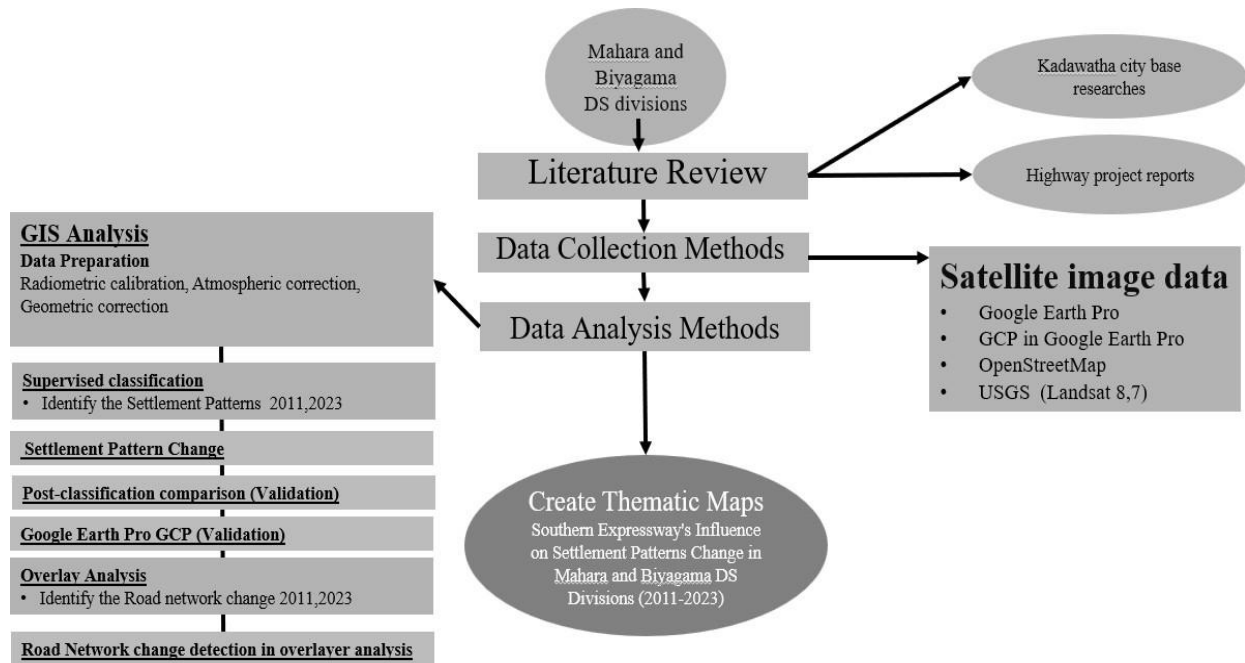 Mahara and
Biyagama
DS divisions
Kadawatha city base
researches
Literature Review
Highway project reports
Data Collection Methods
Satellite image data
• Google Earth Pro
• GCP in Google Earth Pro
• OpenStreetMap
• USGS (Landsat 8,7)
Data Analysis Methods
GIS Analysis
Data Preparation
Radiometric calibration, Atmospheric correction,
Geometric correction
Supervised classification
• Identify the Settlement Patterns 2011,2023
Settlement Pattern Change
Post-classification comparison (Validation)
Google Earth Pro GCP (Validation)
Overlay Analysis
• Identify the Road network change 2011,2023
Road Network change detection in overlayer analysis
Create Thematic Maps
Southern Expressway's Influence
on Settlement Patterns Change in
Mahara and Biyagama DS
Divisions (2011-2023)